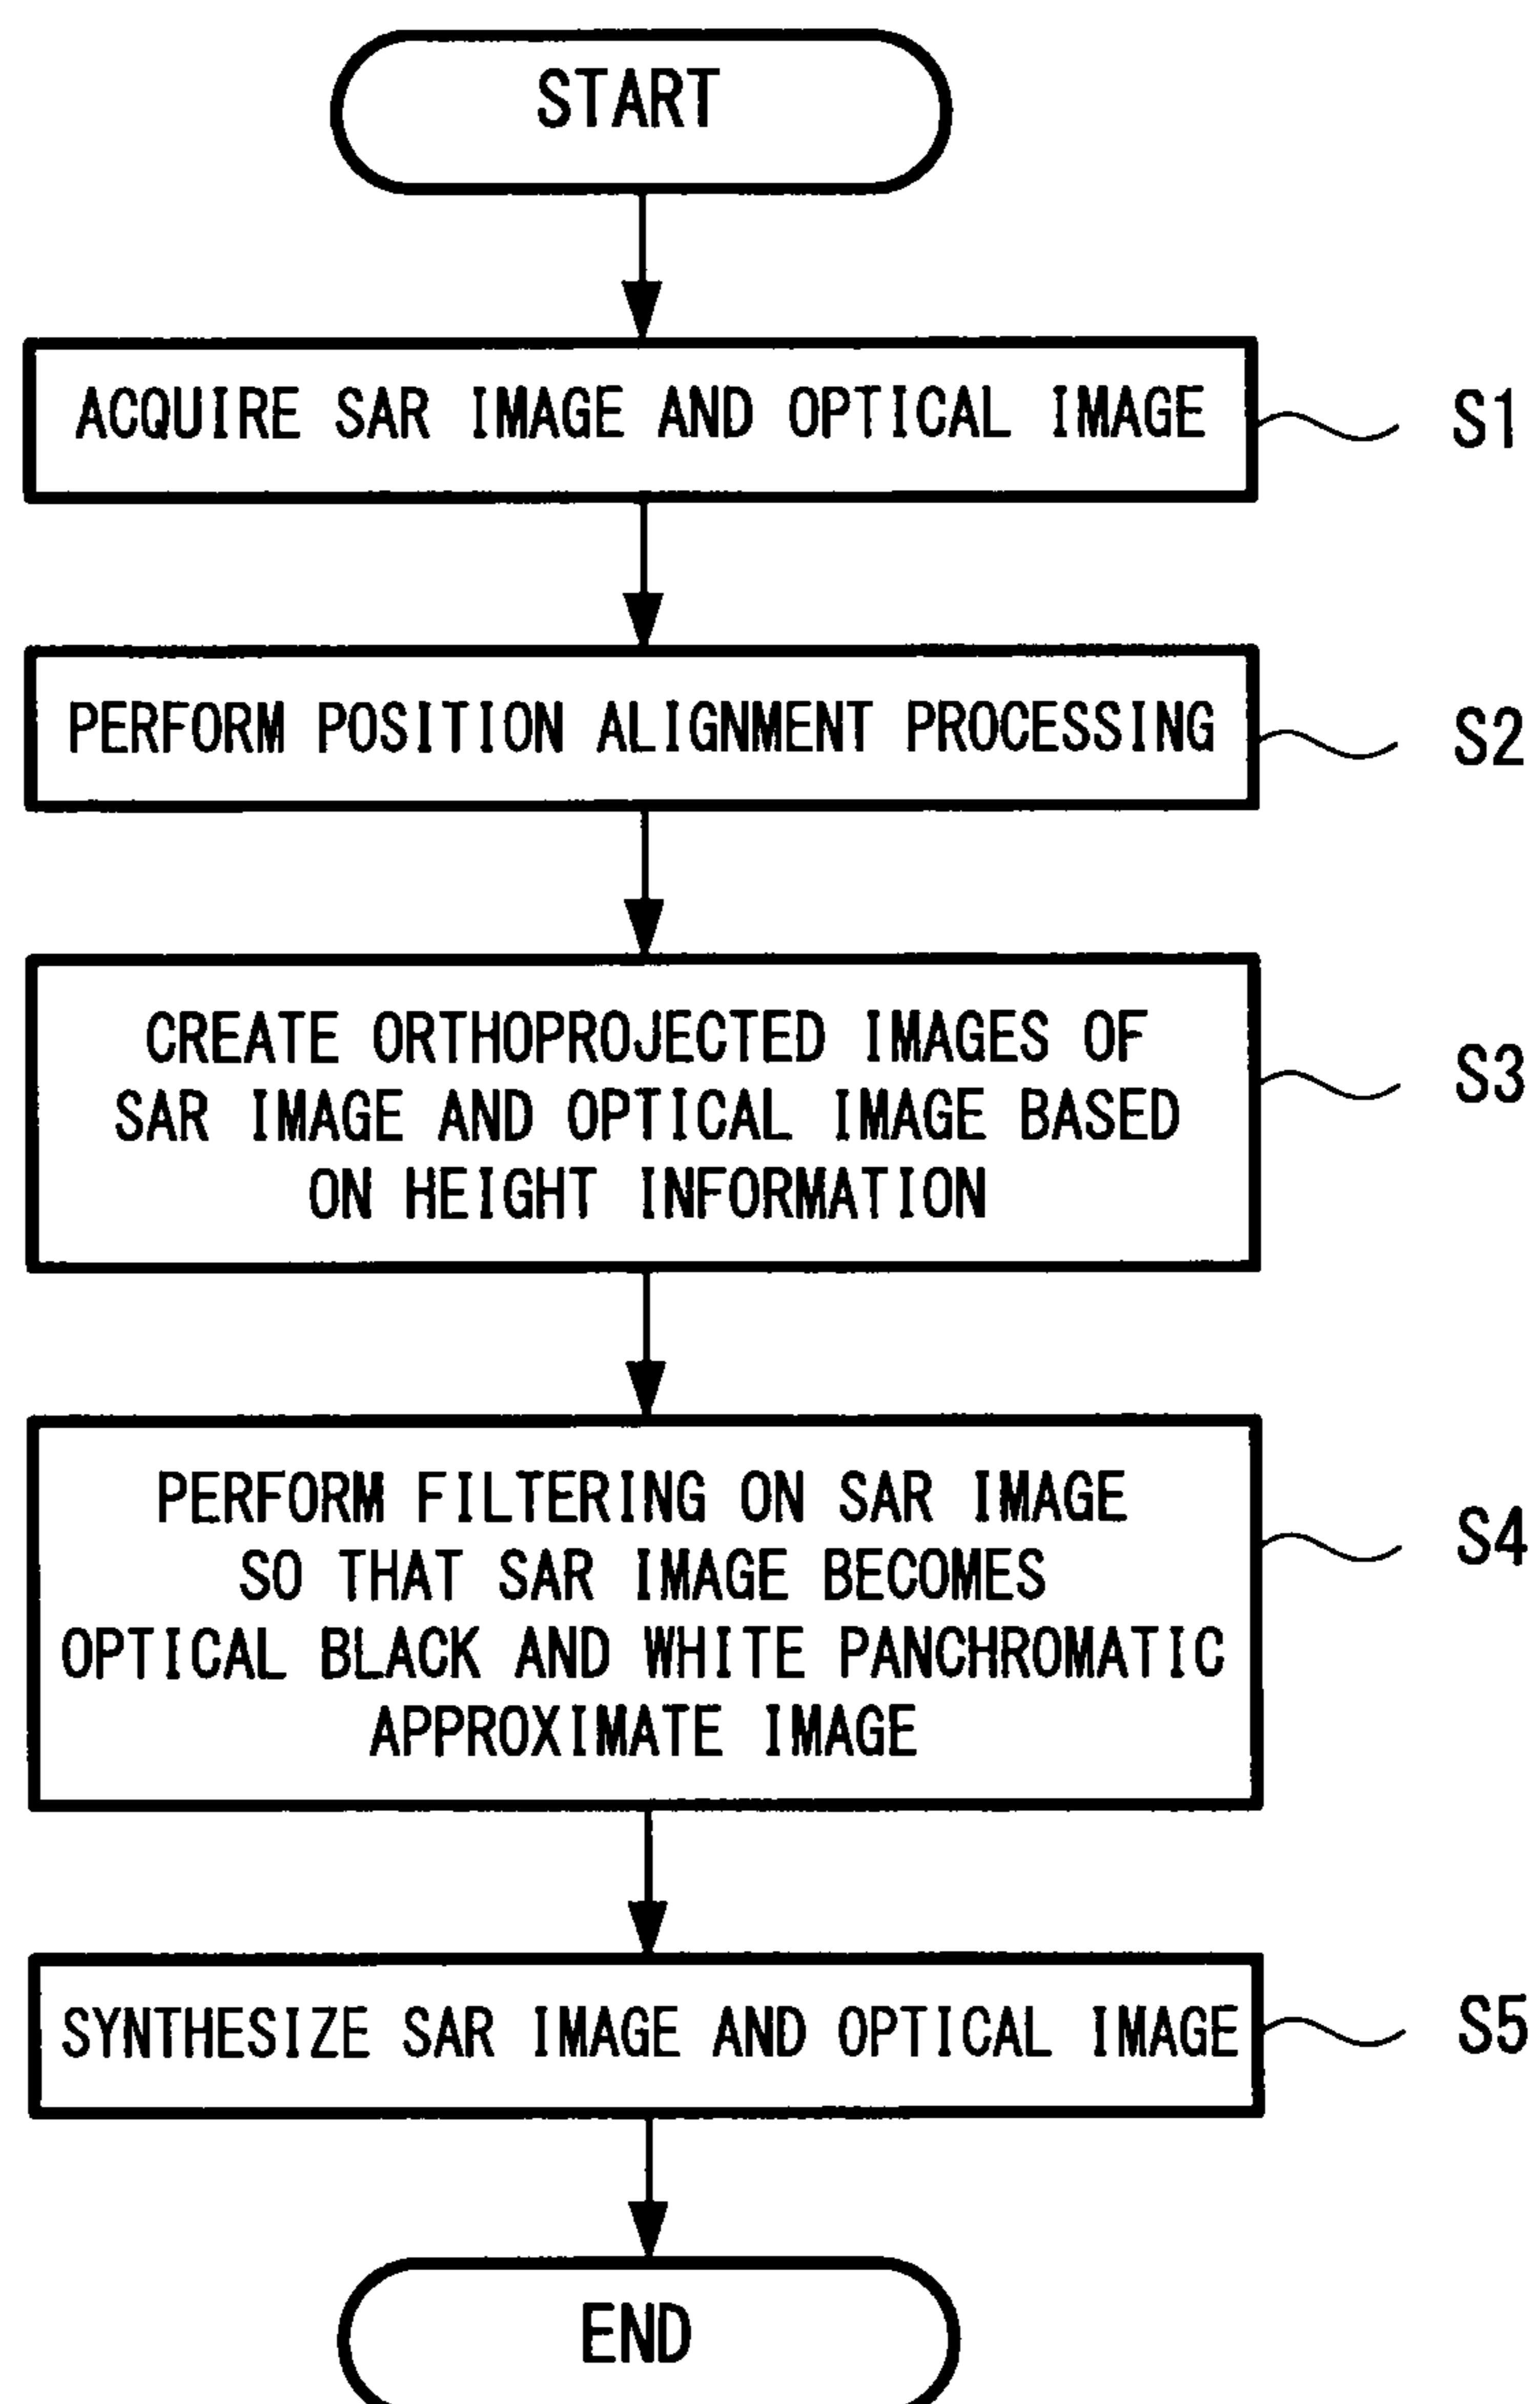 START
ACQUIRE SAR IMAGE AND OPTICAL IMAGE
S1
PERFORM POSITION ALIGNMENT PROCESSING
S2
CREATE ORTHOPROJECTED IMAGES OF
SAR IMAGE AND OPTICAL IMAGE BASED
ON HEIGHT INFORMATION
S3
PERFORM FILTERING ON SAR IMAGE
SO THAT SAR IMAGE BECOMES
OPTICAL BLACK AND WHITE PANCHROMATIC
APPROXIMATE IMAGE
S4
SYNTHESIZE SAR IMAGE AND OPTICAL IMAGE
S5
END